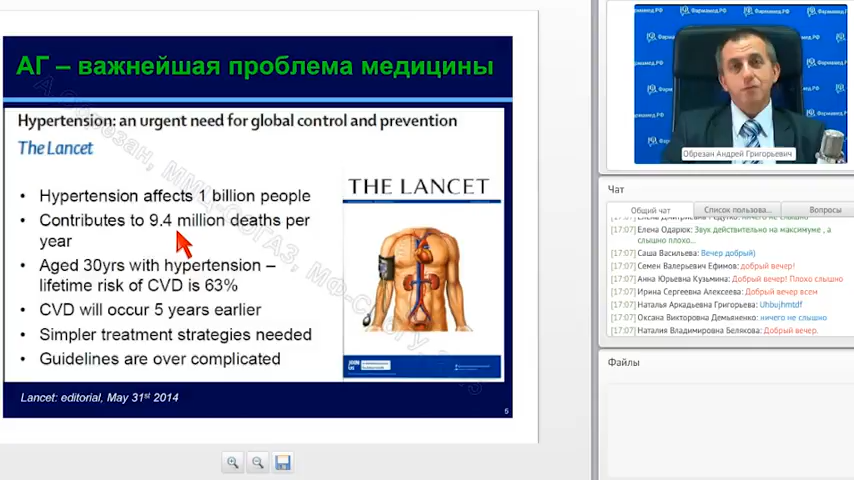 АГ – важнейшая проблема медицины
Hypertension: an urgent need for global control and prevention
The Lancet
• Hypertension affects 1 billion people
• Contributes to 9.4 million deaths per
year
• Aged 30yrs with hypertension –
lifetime risk of CVD is 63%
• CVD will occur 5 years earlier
• Simpler treatment strategies needed
• Guidelines are over complicated
THE LANCET
Lancet: editorial, May 31st 2014
5
Фармамед.РФ
Обрезан Андрей Григорьевич
Чат
Общий чат
Список пользова...
Вопросы
[17:07] Елена Одарюк: Звук действительно на максимуме , а
слышно плохо...
[17:07] Саша Васильева: Вечер добрый)
[17:07] Семен Валерьевич Ефимов: добрый вечер!
[17:07] Анна Юрьевна Кузьмина: Добрый вечер! Плохо слышно
[17:07] Ирина Сергеевна Алексеева: Добрый вечер всем
[17:07] Наталья Аркадьевна Григорьева: Uhbujhmtdf
[17:07] Оксана Викторовна Демьяненко: ничего не слышно
[17:07] Наталия Владимировна Белякова: Добрый вечер.
Файлы